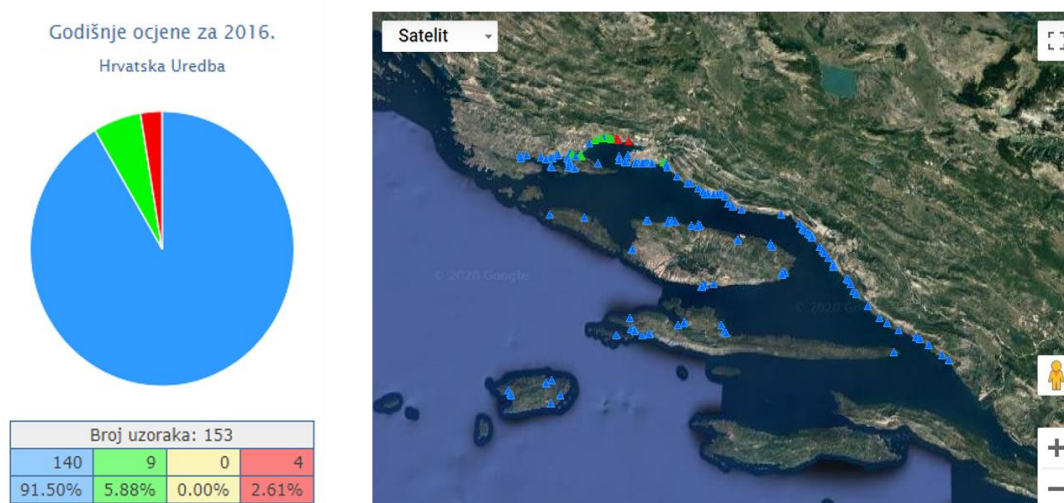 Godišnje ocjene za 2016.
Hrvatska Uredba
Broj uzoraka: 153
140 9 0 4
91.50% 5.88% 0.00% 2.61%
Satelit
© 2020 Google
© 2020 Go